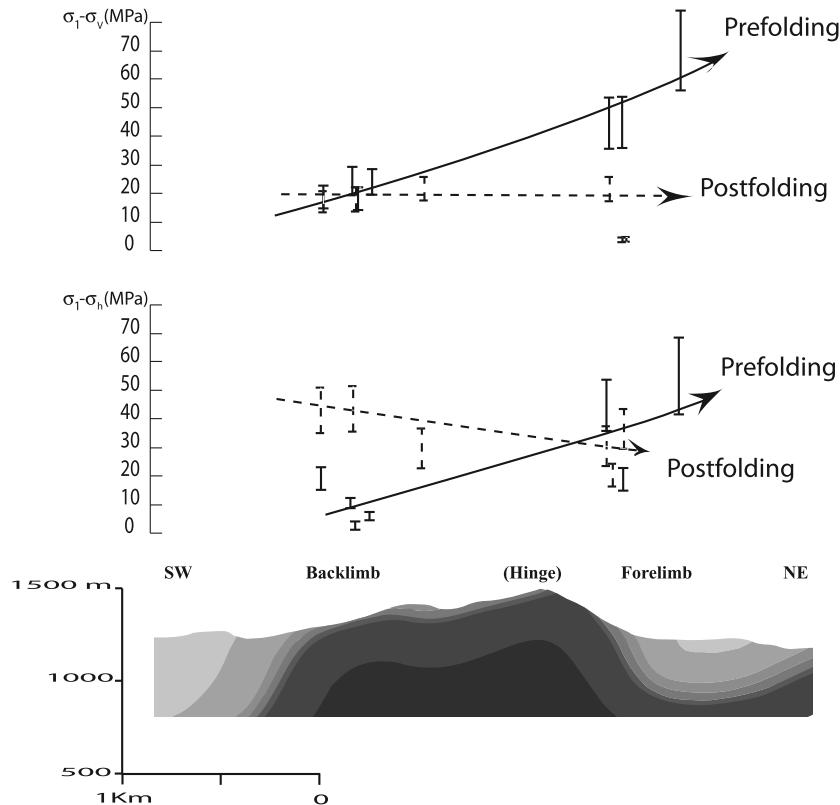 σ1-σv(MPa)
70
60
50
40
30
20
10
0
Prefolding
Postfolding
σ1-σh(MPa)
70
60
50
40
30
20
10
0
Prefolding
Postfolding
SW Backlimb (Hinge) Forelimb NE
1500 m
1000
500
1Km 0